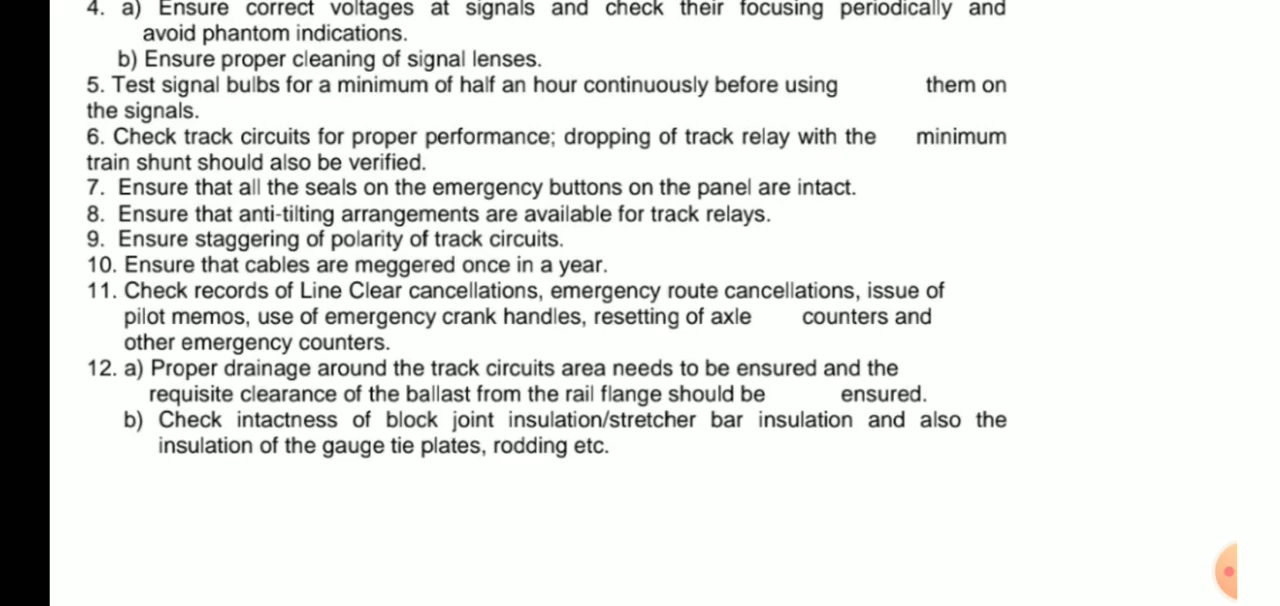 4. a) Ensure correct voltages at signals and check their focusing periodically and
avoid phantom indications.
b) Ensure proper cleaning of signal lenses.
5. Test signal bulbs for a minimum of half an hour continuously before using them on
the signals.
6. Check track circuits for proper performance; dropping of track relay with the minimum
train shunt should also be verified.
7. Ensure that all the seals on the emergency buttons on the panel are intact.
8. Ensure that anti-tilting arrangements are available for track relays.
9. Ensure staggering of polarity of track circuits.
10. Ensure that cables are meggered once in a year.
11. Check records of Line Clear cancellations, emergency route cancellations, issue of
pilot memos, use of emergency crank handles, resetting of axle counters and
other emergency counters.
12. a) Proper drainage around the track circuits area needs to be ensured and the
requisite clearance of the ballast from the rail flange should be ensured.
b) Check intactness of block joint insulation/stretcher bar insulation and also the
insulation of the gauge tie plates, rodding etc.